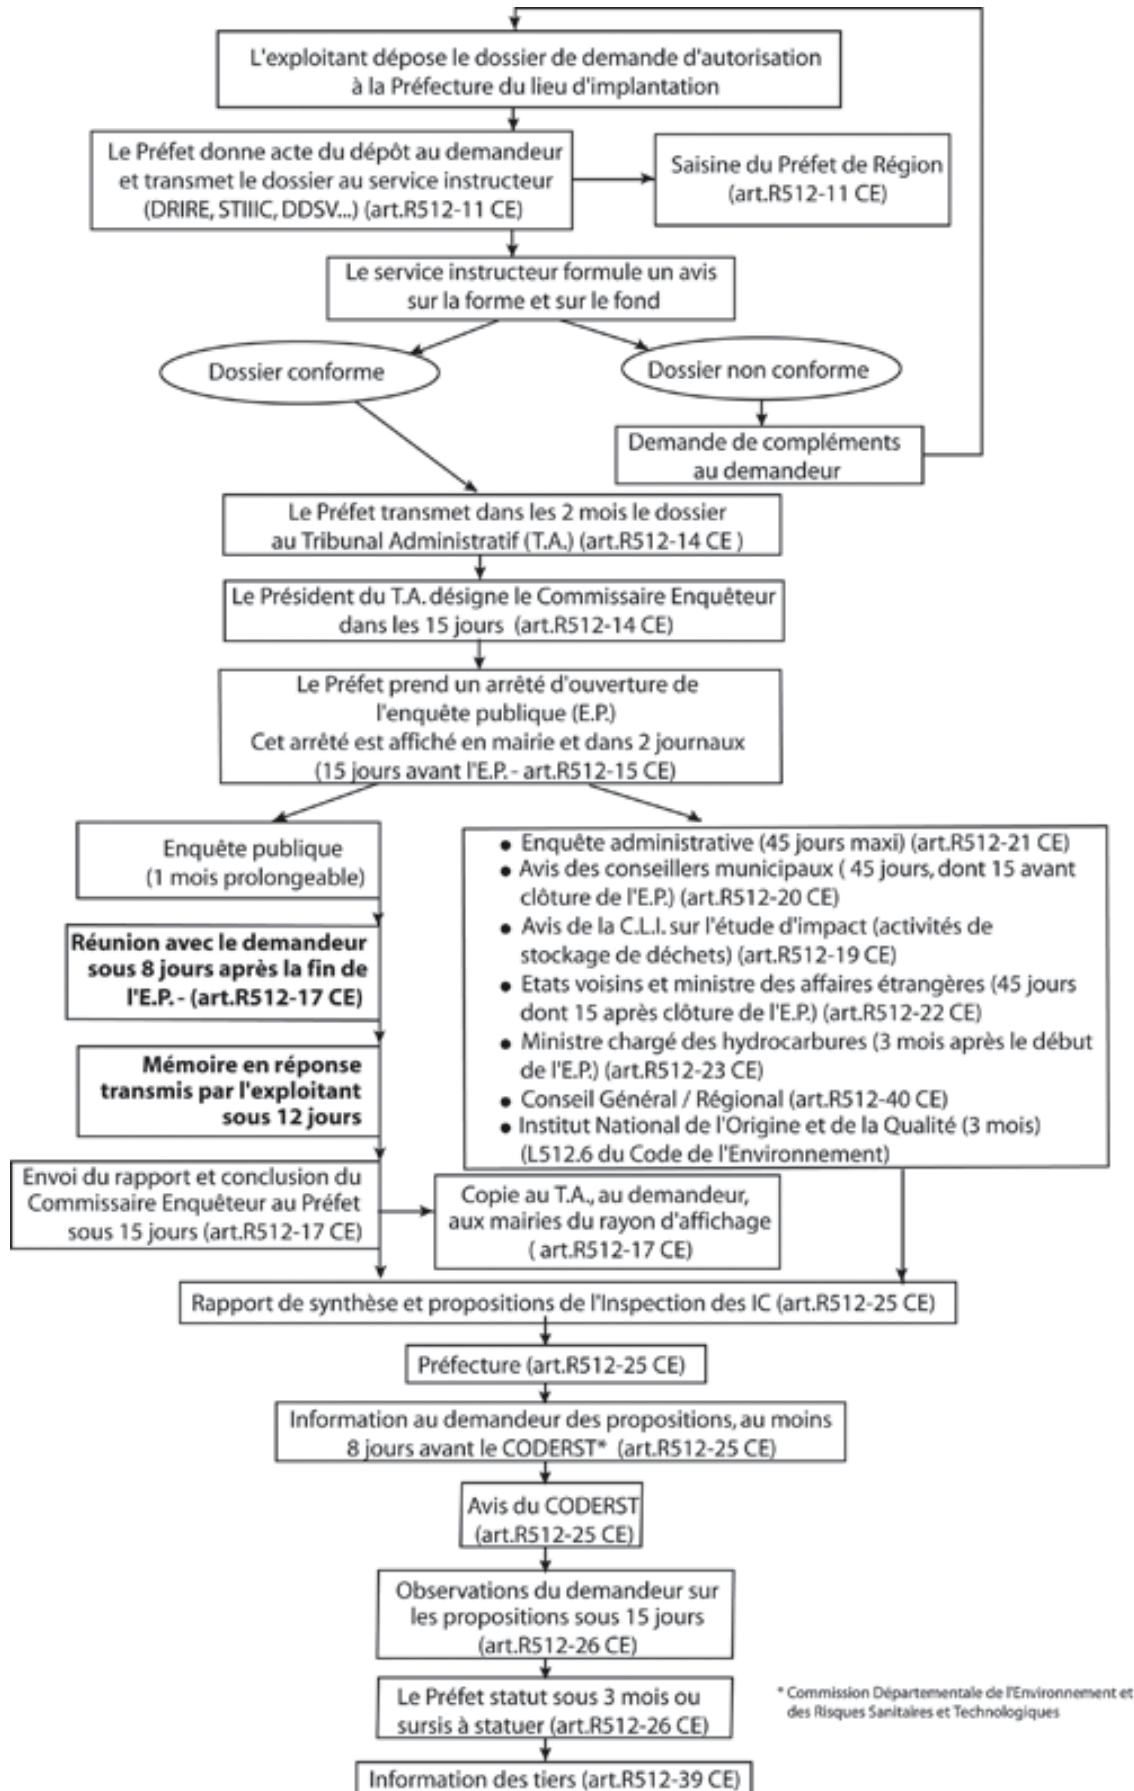 L'exploitant dépose le dossier de demande d'autorisation
à la Préfecture du lieu d'implantation
Le Préfet donne acte du dépôt au demandeur
et transmet le dossier au service instructeur
(DRIRE, STIIIC, DDSV...) (art.R512-11 CE)
Saisine du Préfet de Région
(art.R512-11 CE)
Le service instructeur formule un avis
sur la forme et sur le fond
Dossier conforme
Dossier non conforme
Demande de compléments
au demandeur
Le Préfet transmet dans les 2 mois le dossier
au Tribunal Administratif (T.A.) (art.R512-14 CE )
Le Président du T.A. désigne le Commissaire Enquêteur
dans les 15 jours (art.R512-14 CE)
Le Préfet prend un arrêté d'ouverture de
l'enquête publique (E.P.)
Cet arrêté est affiché en mairie et dans 2 journaux
(15 jours avant l'E.P. - art.R512-15 CE)
Enquête publique
(1 mois prolongeable)
Réunion avec le demandeur
sous 8 jours après la fin de
l'E.P. - (art.R512-17 CE)
Mémoire en réponse
transmis par l'exploitant
sous 12 jours
Envoi du rapport et conclusion du
Commissaire Enquêteur au Préfet
sous 15 jours (art.R512-17 CE)
• Enquête administrative (45 jours maxi) (art.R512-21 CE)
• Avis des conseillers municipaux ( 45 jours, dont 15 avant
clôture de l'E.P.) (art.R512-20 CE)
• Avis de la C.L.I. sur l'étude d'impact (activités de
stockage de déchets) (art.R512-19 CE)
• Etats voisins et ministre des affaires étrangères (45 jours
dont 15 après clôture de l'E.P.) (art.R512-22 CE)
• Ministre chargé des hydrocarbures (3 mois après le début
de l'E.P.) (art.R512-23 CE)
• Conseil Général / Régional (art.R512-40 CE)
• Institut National de l'Origine et de la Qualité (3 mois)
(L512.6 du Code de l'Environnement)
Copie au T.A., au demandeur,
aux mairies du rayon d'affichage
( art.R512-17 CE)
Rapport de synthèse et propositions de l'Inspection des IC (art.R512-25 CE)
Préfecture (art.R512-25 CE)
Information au demandeur des propositions, au moins
8 jours avant le CODERST* (art.R512-25 CE)
Avis du CODERST
(art.R512-25 CE)
Observations du demandeur sur
les propositions sous 15 jours
(art.R512-26 CE)
Le Préfet statut sous 3 mois ou
sursis à statuer (art.R512-26 CE)
* Commission Départementale de l'Environnement et
des Risques Sanitaires et Technologiques
Information des tiers (art.R512-39 CE)